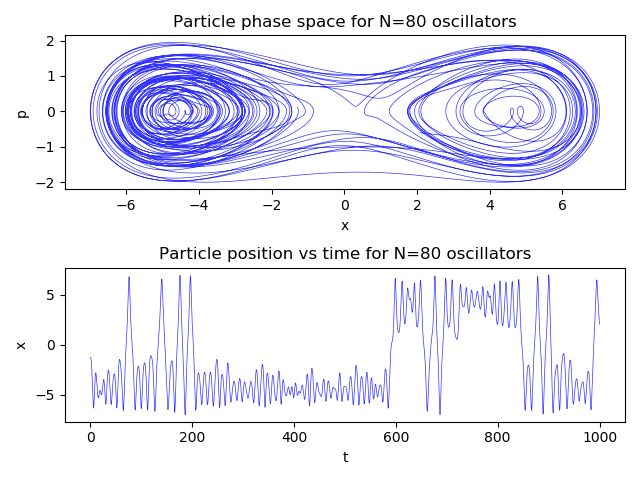 Particle phase space for N=80 oscillators
2
1
0
−1
−2
p
−6 −4 −2 0 2 4 6
x
Particle position vs time for N=80 oscillators
5
0
−5
x
0 200 400 600 800 1000
t